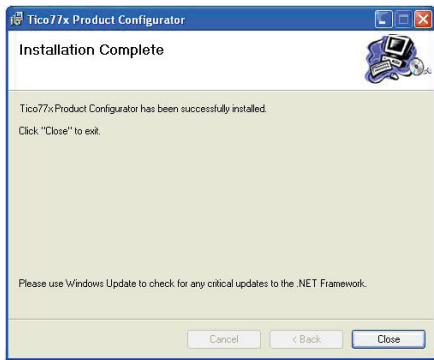 Tico77x Product Configurator
Installation Complete
Tico77x Product Configurator has been successfully installed.
Click "Close" to exit.
Please use Windows Update to check for any critical updates to the .NET Framework.
Cancel
< Back
Close